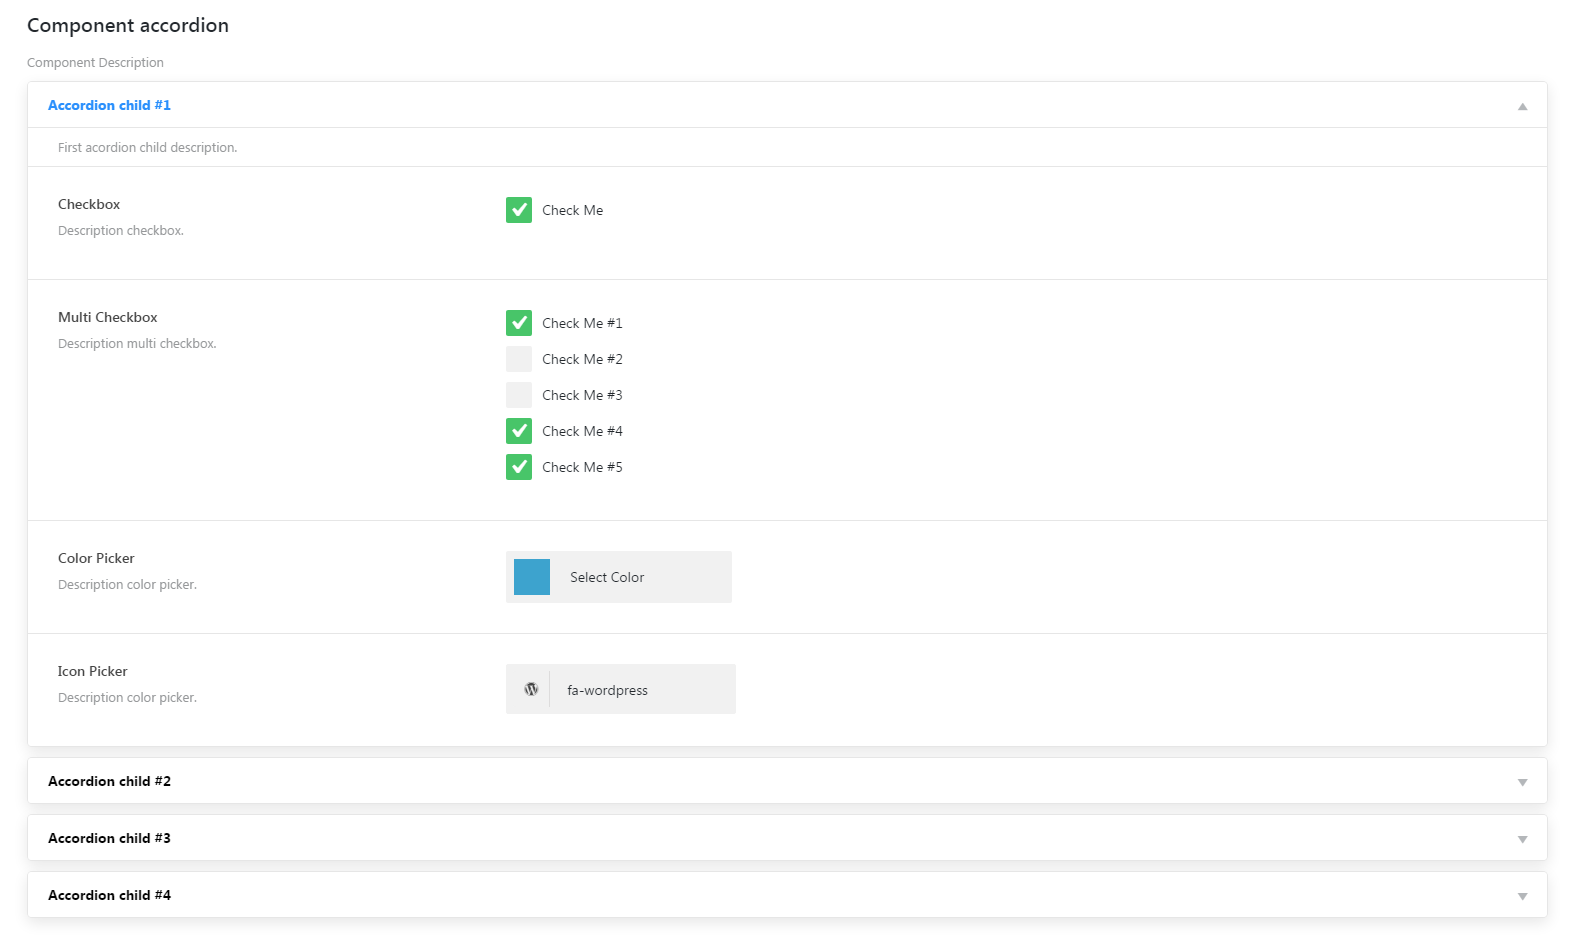 Component accordion
Component Description
Accordion child #1
First acordion child description.
Checkbox
Description checkbox.
Check Me
Multi Checkbox
Description multi checkbox.
Check Me #1
Check Me #2
Check Me #3
Check Me #4
Check Me #5
Color Picker
Description color picker.
Select Color
Icon Picker
Description color picker.
fa-wordpress
Accordion child #2
Accordion child #3
Accordion child #4